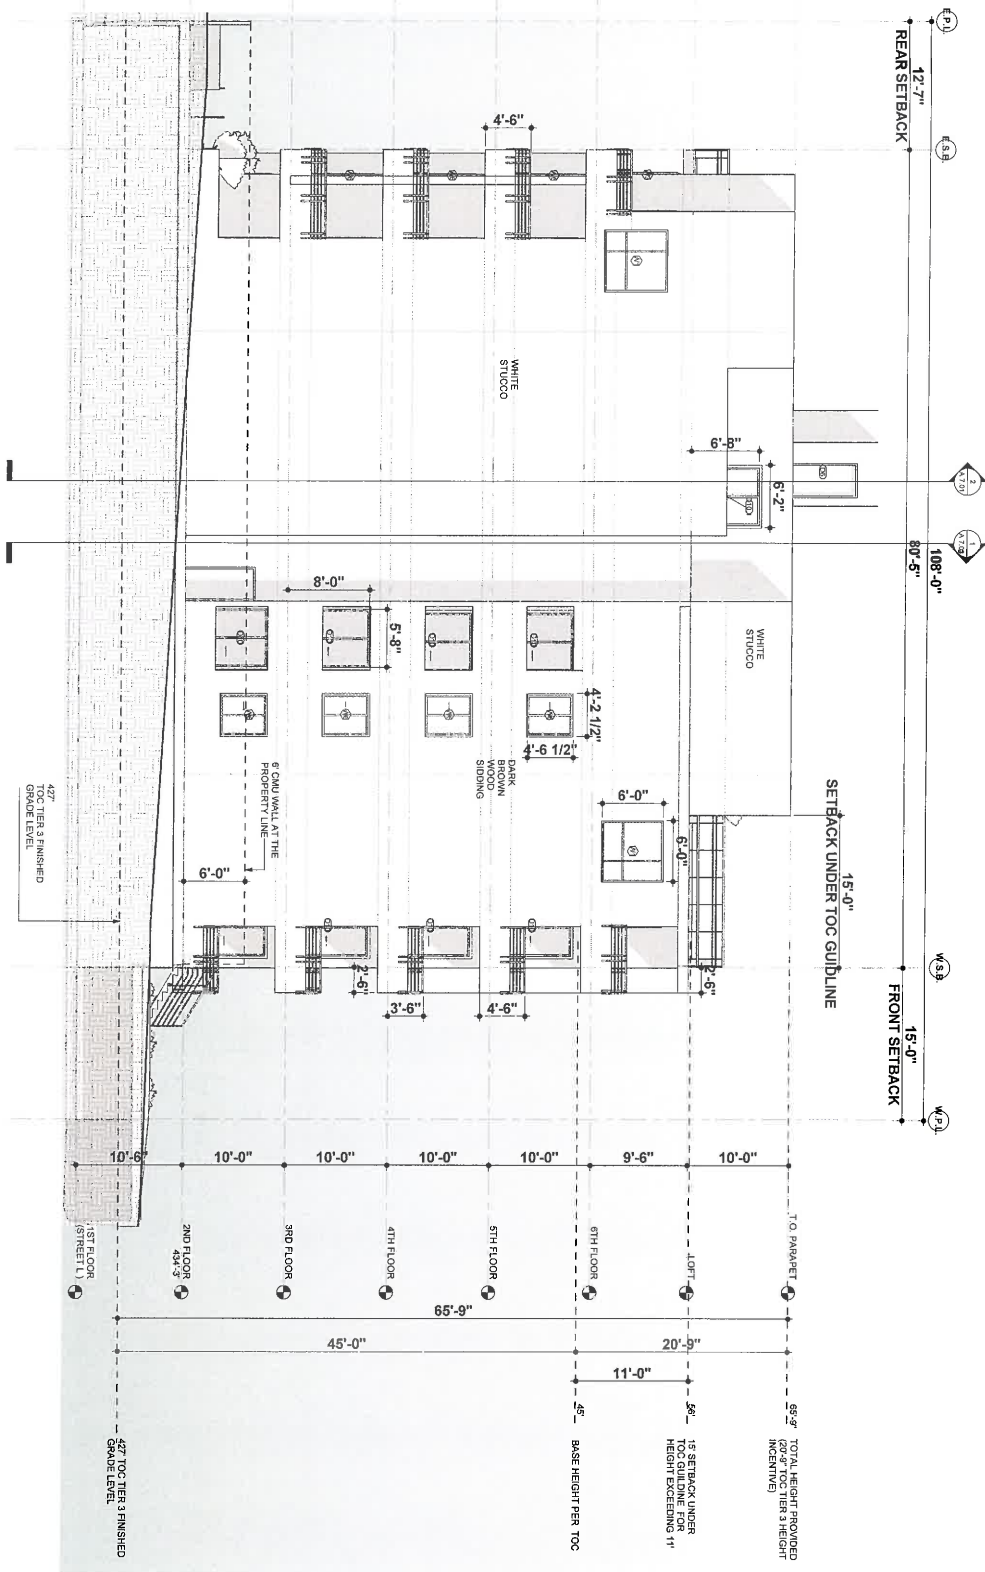 E.P.L.
E.S.B.
W.S.B.
W.P.L.
108'-0"
12'-7"
REAR SETBACK
80'-5"
15'-0"
FRONT SETBACK
2
A 7.01
1
15'-0"
SETBACK UNDER TOC GUIDLINE
4'-6"
WHITE
STUCCO
6'-8"
6'-2"
WHITE
STUCCO
8'-0"
5'-8"
4'-2 1/2"
4'-6 1/2"
DARK
BROWN
WOOD
SIDDING
6'-0"
6'-0"
6' CMU WALL AT THE
PROPERTY LINE
6'-0"
2'-6"
2'-6"
3'-6"
4'-6"
427'
TOC TIER 3 FINISHED
GRADE LEVEL
10'-0"
9'-6"
10'-0"
10'-0"
10'-0"
10'-0"
10'-6"
T.O. PARAPET
LOFT
6TH FLOOR
5TH FLOOR
4TH FLOOR
3RD FLOOR
2ND FLOOR
434'-3"
1ST FLOOR
(STREET L.)
65'-9"
45'-0"
20'-9"
11'-0"
65'-9" TOTAL HEIGHT PROVIDED
(20'-9" TOC TIER 3 HEIGHT
INCENTIVE)
56' 15' SETBACK UNDER
TOC GUILDINE FOR
HEIGHT EXCEEDING 11'
45' BASE HEIGHT PER TOC
427' TOC TIER 3 FINISHED
GRADE LEVEL